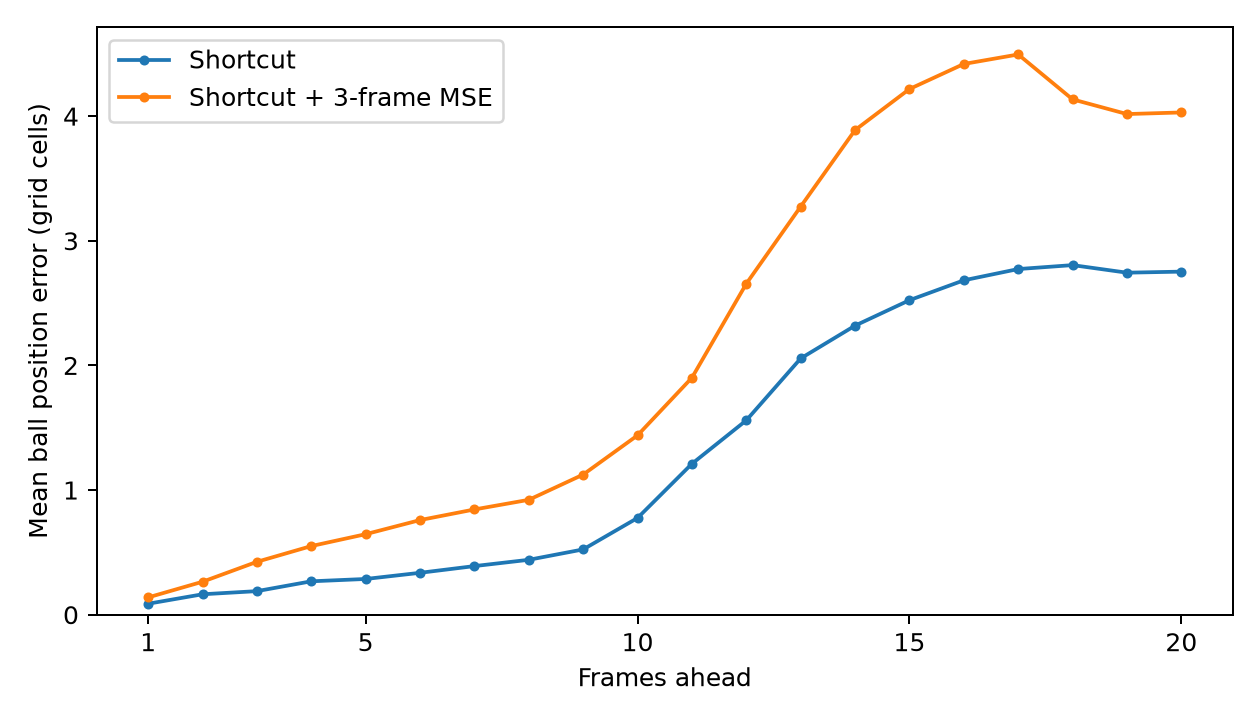 Shortcut
Shortcut + 3-frame MSE
Mean ball position error (grid cells)
4
3
2
1
0
1 5 10 15 20
Frames ahead